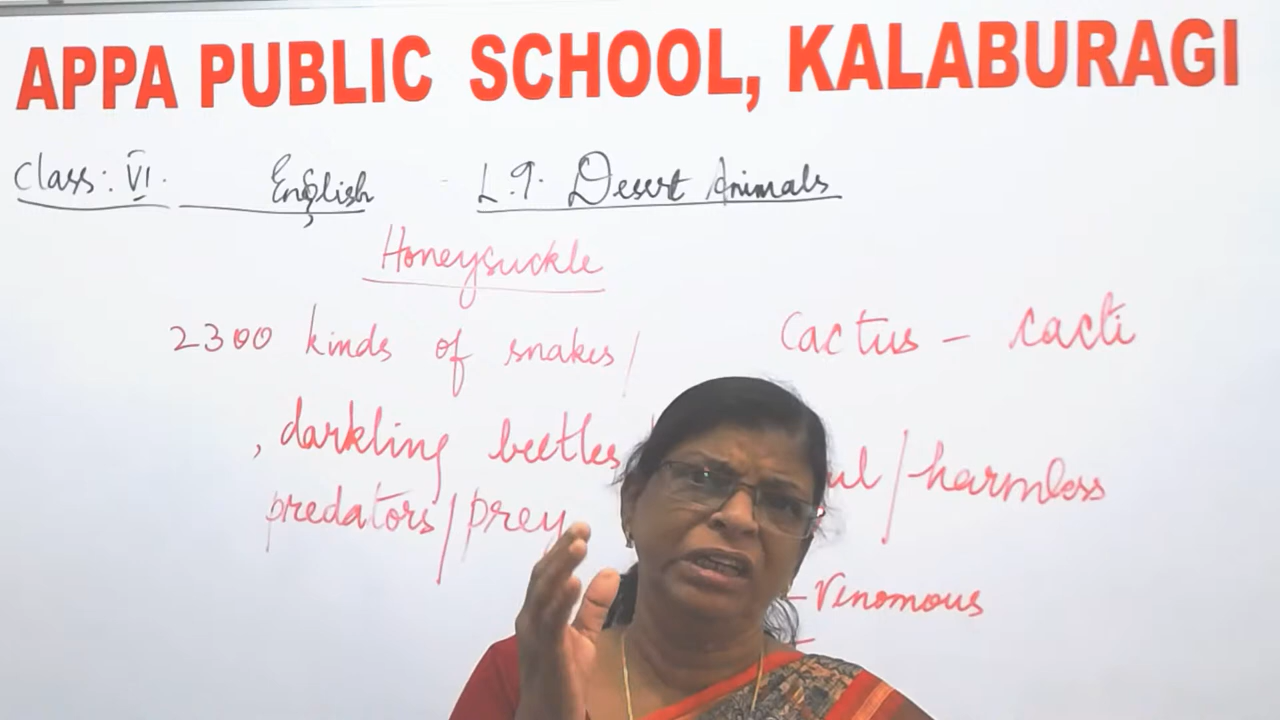 APPA PUBLIC SCHOOL, KALABURAGI
Class: VI. English L.9. Desert Animals
Honeysuckle
2300 kinds of snakes/ Cactus - cacti
, darkling beetles
ul/harmless
predators/prey
- Venomous